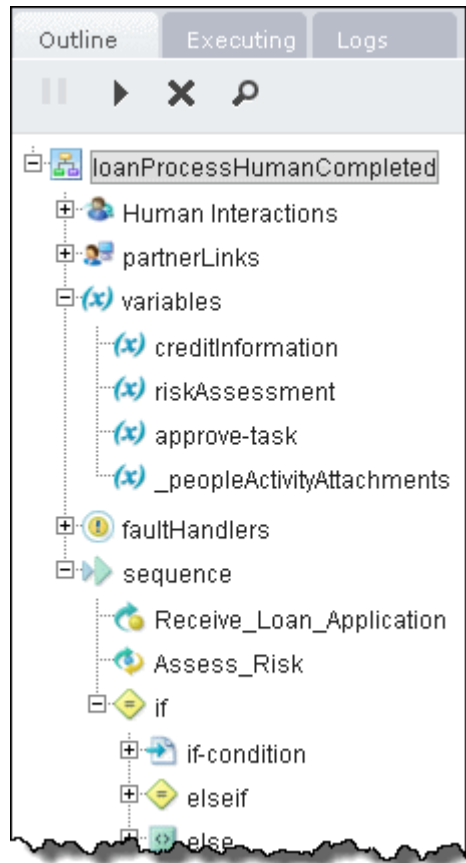 Outline Executing Logs
loanProcessHumanCompleted
Human Interactions
partnerLinks
(x) variables
(x) creditInformation
(x) riskAssessment
(x) approve-task
(x) _peopleActivityAttachments
faultHandlers
sequence
Receive_Loan_Application
Assess_Risk
if
if-condition
elseif
else